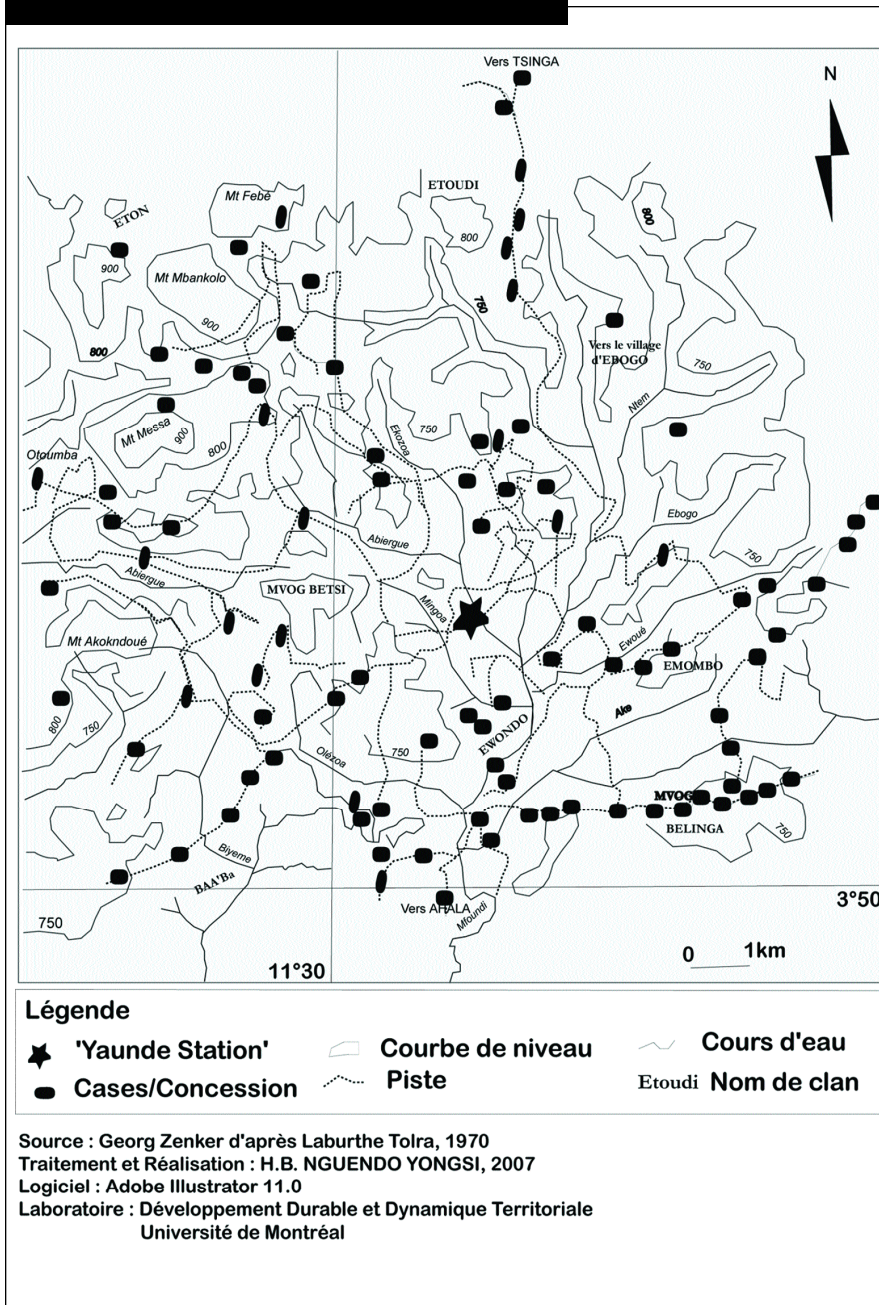 Vers TSINGA
N
Mt Febè
ETOUDI
ETON
800
800
900
Mt Mbankolo
750
900
Vers le village
d'EBOGO
800
750
Ntem
Mt Messa
900
Ekozoa
750
800
Otoumba
Ebogo
Abiergue
750
Abiergue
MVOG BETSI
Mingoa
Mt Akokndoué
Ewoué
EMOMBO
800
750
Ake
EWONDO
Olézoa
750
MVOG
BELINGA
750
Biyeme
BAA'Ba
Vers AHALA
Mfoundi
3°50
750
0 1km
11°30
Légende
'Yaunde Station'
Courbe de niveau
Cours d'eau
Cases/Concession
Piste
Etoudi Nom de clan
Source : Georg Zenker d'après Laburthe Tolra, 1970
Traitement et Réalisation : H.B. NGUENDO YONGSI, 2007
Logiciel : Adobe Illustrator 11.0
Laboratoire : Développement Durable et Dynamique Territoriale
Université de Montréal